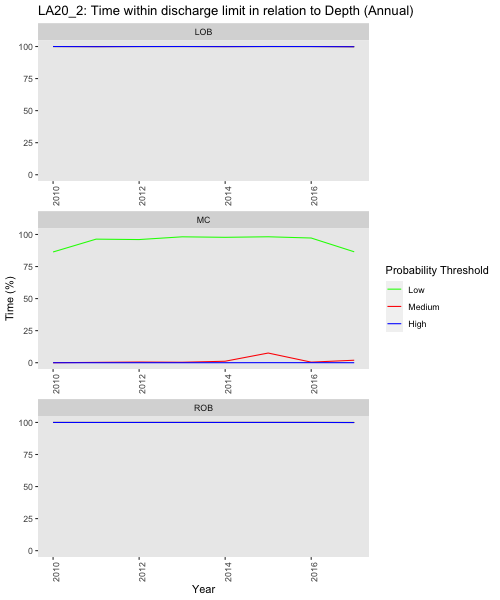 LA20_2: Time within discharge limit in relation to Depth (Annual)
LOB
100
75
50
25
0
2010
2012
2014
2016
MC
100
75
50
25
0
2010
2012
2014
2016
ROB
100
75
50
25
0
2010
2012
2014
2016
Time (%)
Year
Probability Threshold
Low
Medium
High